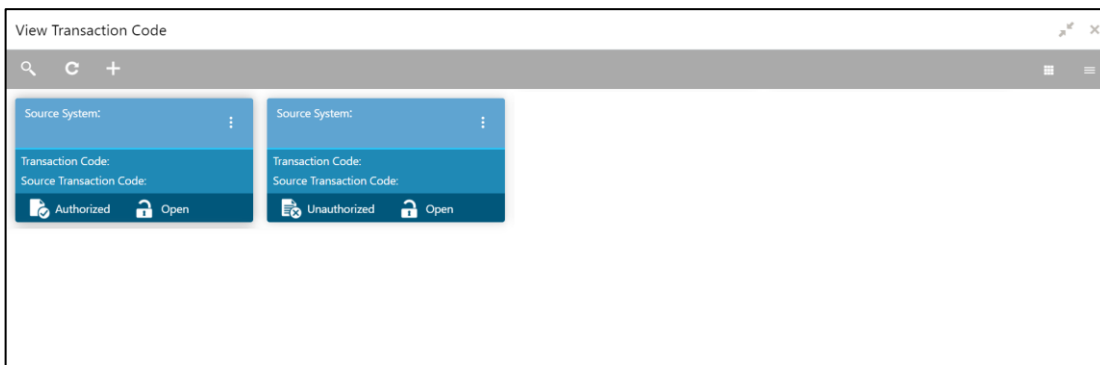 View Transaction Code
Source System:
Transaction Code:
Source Transaction Code:
Authorized Open
Source System:
Transaction Code:
Source Transaction Code:
Unauthorized Open